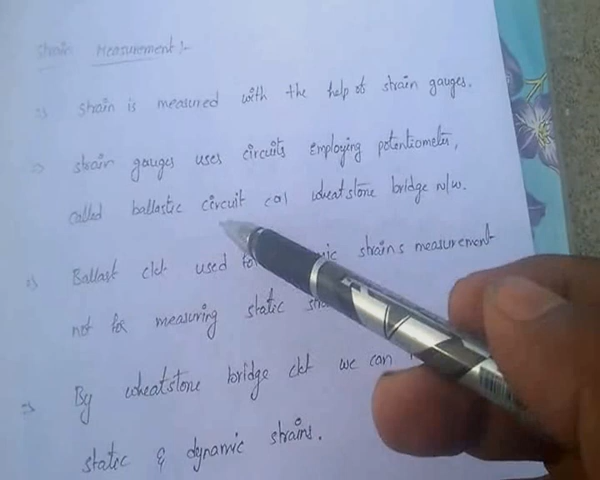 Strain Measurement:-
=> Strain is measured with the help of strain gauges.
=> strain gauges uses circuits employing potentiometer,
called ballastic circuit (or) wheatstone bridge n/w.
=> Ballast ckt used strains measurement
not for measuring static
=> By wheatstone bridge ckt we can
static & dynamic strains.